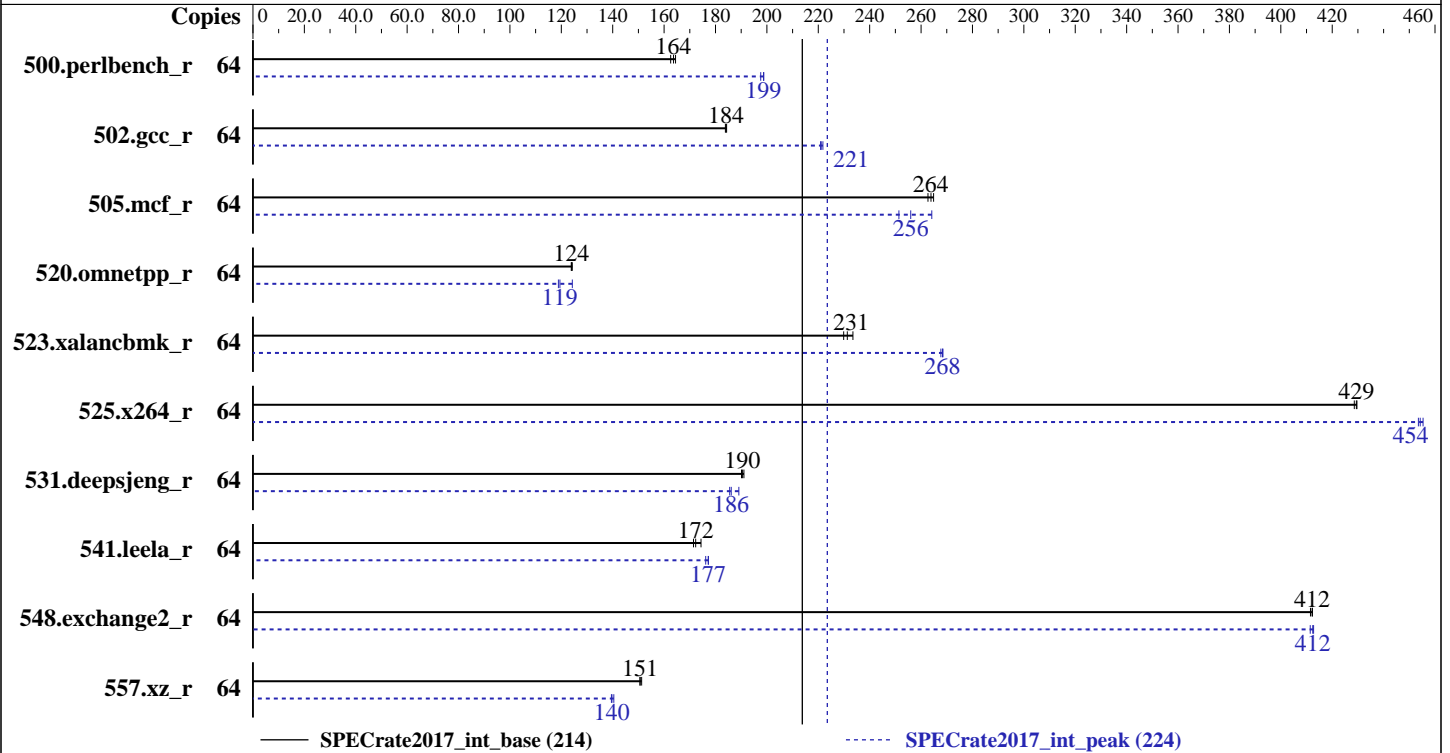 Copies 0 20.0 40.0 60.0 80.0 100 120 140 160 180 200 220 240 260 280 300 320 340 360 380 400 420 460
164
500.perlbench_r 64
199
184
502.gcc_r 64
221
264
505.mcf_r 64
256
124
520.omnetpp_r 64
119
231
523.xalancbmk_r 64
268
429
525.x264_r 64
454
190
531.deepsjeng_r 64
186
172
541.leela_r 64
177
412
548.exchange2_r 64
412
151
557.xz_r 64
140
SPECrate2017_int_base (214) SPECrate2017_int_peak (224)